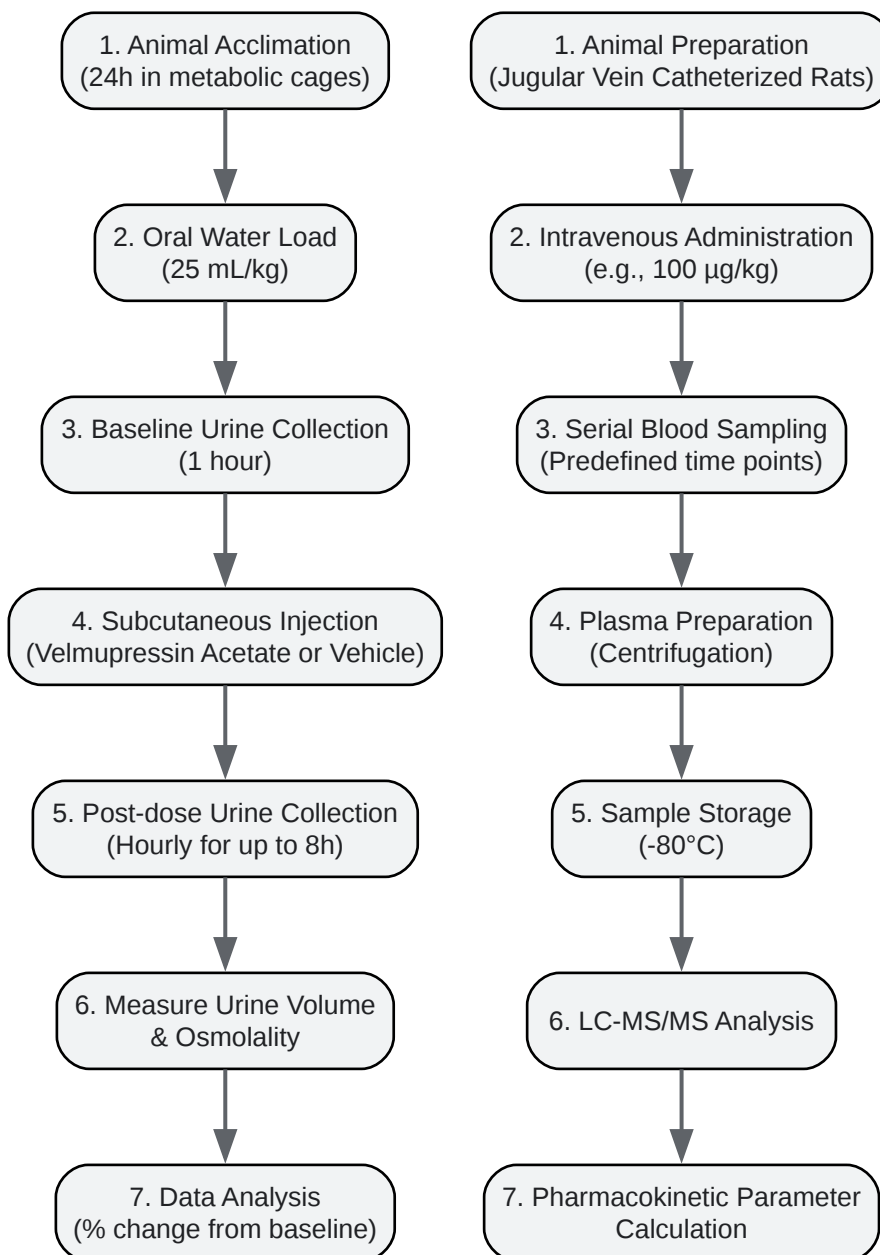 1. Animal Acclimation
(24h in metabolic cages)
2. Oral Water Load
(25 mL/kg)
3. Baseline Urine Collection
(1 hour)
4. Subcutaneous Injection
(Velmupressin Acetate or Vehicle)
5. Post-dose Urine Collection
(Hourly for up to 8h)
6. Measure Urine Volume
& Osmolality
7. Data Analysis
(% change from baseline)
1. Animal Preparation
(Jugular Vein Catheterized Rats)
2. Intravenous Administration
(e.g., 100 µg/kg)
3. Serial Blood Sampling
(Predefined time points)
4. Plasma Preparation
(Centrifugation)
5. Sample Storage
(-80°C)
6. LC-MS/MS Analysis
7. Pharmacokinetic Parameter
Calculation